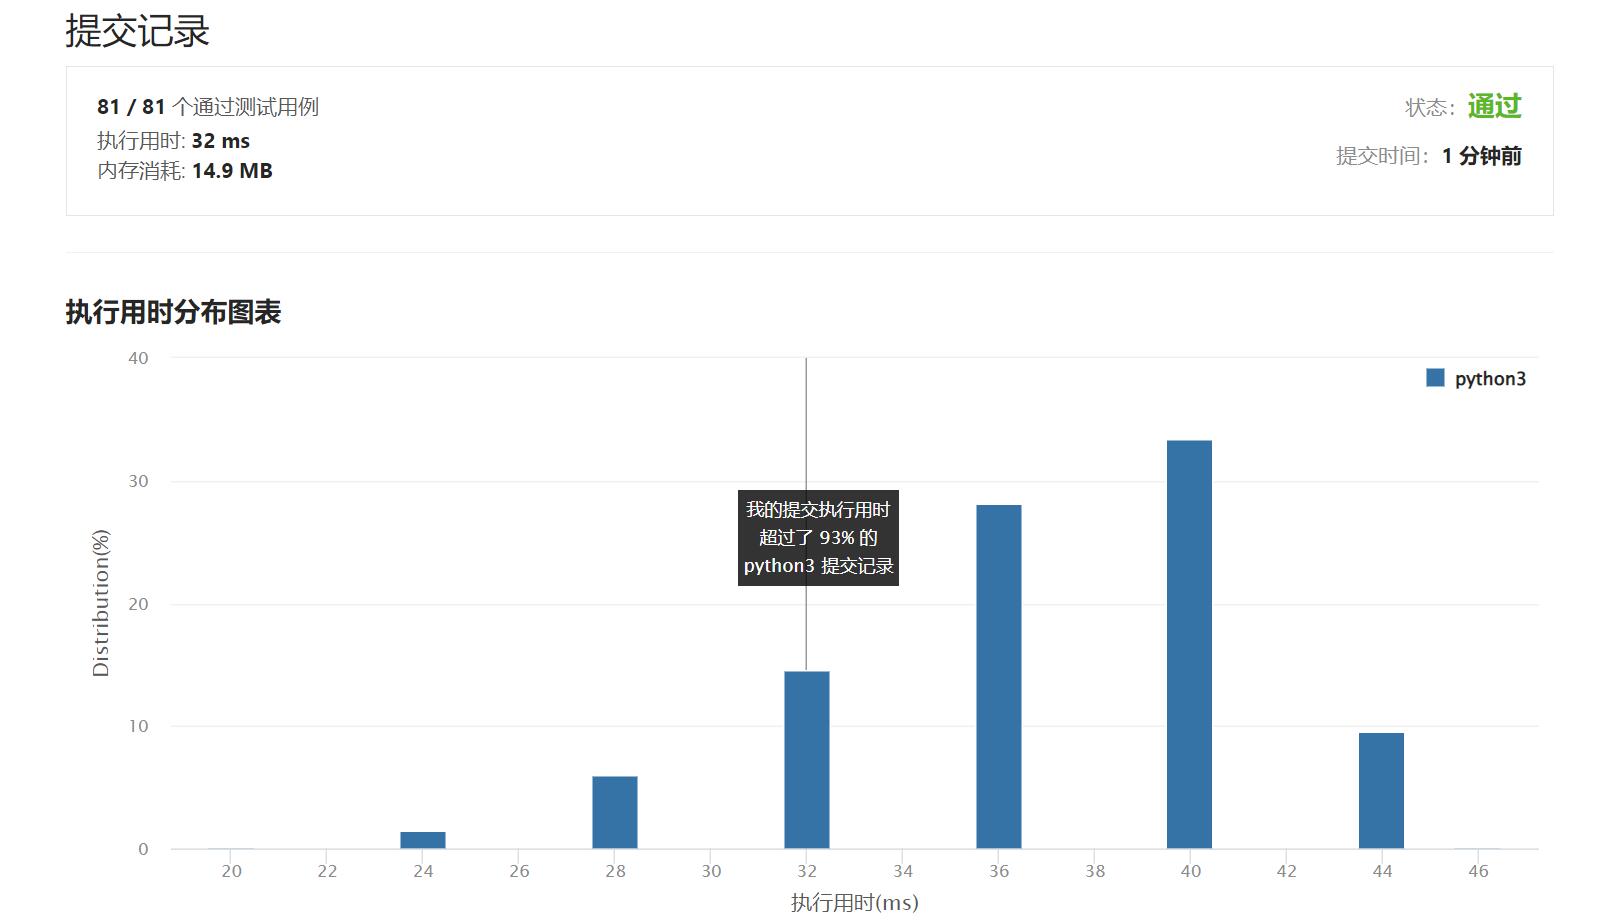 提交记录
81 / 81 个通过测试用例
状态：通过
执行用时: 32 ms
提交时间：1 分钟前
内存消耗: 14.9 MB
执行用时分布图表
40
python3
30
我的提交执行用时
超过了 93% 的
python3 提交记录
Distribution(%)
20
10
0
20 22 24 26 28 30 32 34 36 38 40 42 44 46
执行用时(ms)